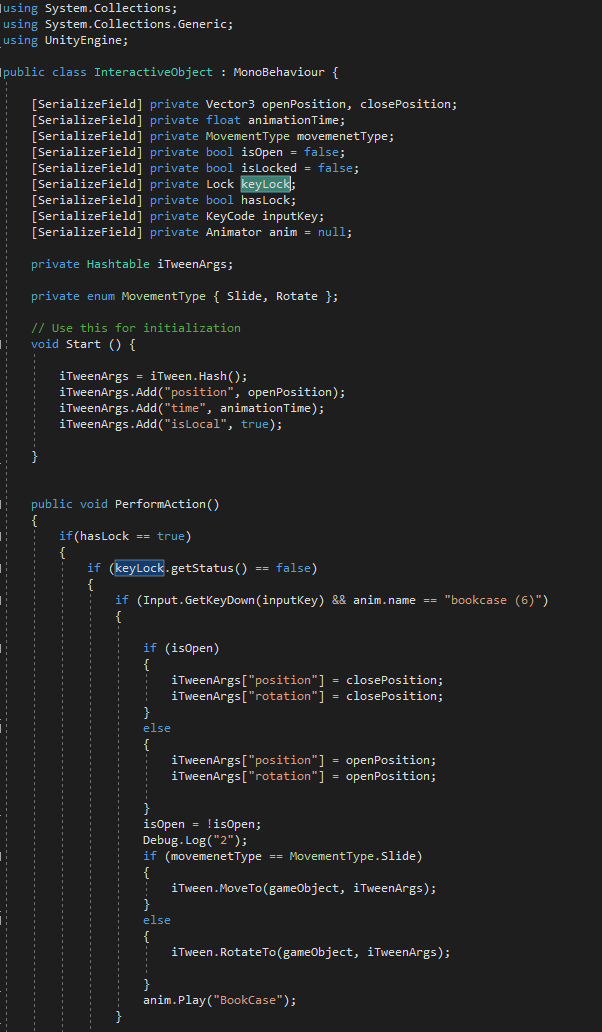 using System.Collections;
using System.Collections.Generic;
using UnityEngine;
public class InteractiveObject : MonoBehaviour {
[SerializeField] private Vector3 openPosition, closePosition;
[SerializeField] private float animationTime;
[SerializeField] private MovementType movemenetType;
[SerializeField] private bool isOpen = false;
[SerializeField] private bool isLocked = false;
[SerializeField] private Lock keyLock;
[SerializeField] private bool hasLock;
[SerializeField] private KeyCode inputKey;
[SerializeField] private Animator anim = null;
private Hashtable iTweenArgs;
private enum MovementType { Slide, Rotate };
// Use this for initialization
void Start () {
iTweenArgs = iTween.Hash();
iTweenArgs.Add("position", openPosition);
iTweenArgs.Add("time", animationTime);
iTweenArgs.Add("isLocal", true);
}
public void PerformAction()
{
if(hasLock == true)
{
if (keyLock.getStatus() == false)
{
if (Input.GetKeyDown(inputKey) && anim.name == "bookcase (6)")
{
if (isOpen)
{
iTweenArgs["position"] = closePosition;
iTweenArgs["rotation"] = closePosition;
}
else
{
iTweenArgs["position"] = openPosition;
iTweenArgs["rotation"] = openPosition;
}
isOpen = !isOpen;
Debug.Log("2");
if (movemenetType == MovementType.Slide)
{
iTween.MoveTo(gameObject, iTweenArgs);
}
else
{
iTween.RotateTo(gameObject, iTweenArgs);
}
anim.Play("BookCase");
}